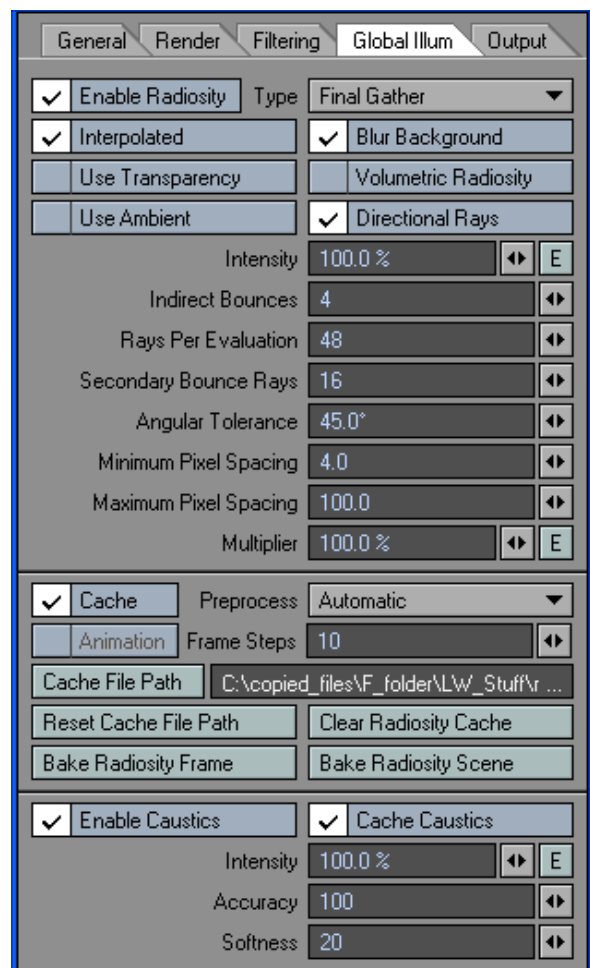 General Render Filtering Global Illum Output
Enable Radiosity Type Final Gather
Interpolated Blur Background
Use Transparency Volumetric Radiosity
Use Ambient Directional Rays
Intensity 100.0 % E
Indirect Bounces 4
Rays Per Evaluation 48
Secondary Bounce Rays 16
Angular Tolerance 45.0°
Minimum Pixel Spacing 4.0
Maximum Pixel Spacing 100.0
Multiplier 100.0 % E
Cache Preprocess Automatic
Animation Frame Steps 10
Cache File Path C:\copied_files\F_folder\LW_Stuff\r ...
Reset Cache File Path Clear Radiosity Cache
Bake Radiosity Frame Bake Radiosity Scene
Enable Caustics Cache Caustics
Intensity 100.0 % E
Accuracy 100
Softness 20